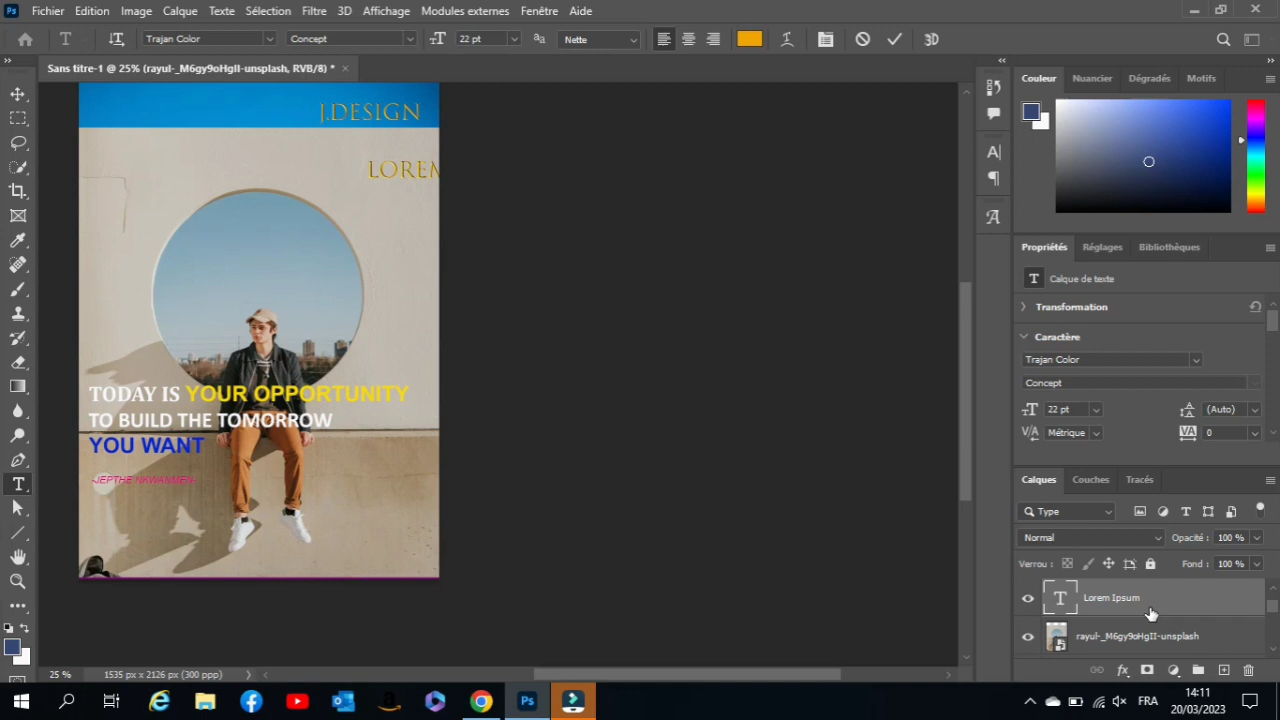 Ps Fichier Edition Image Calque Texte Sélection Filtre 3D Affichage Modules externes Fenêtre Aide
Trajan Color Concept 22 pt Nette 3D
Sans titre-1 @ 25% (rayul-_M6gy9oHgII-unsplash, RVB/8) *
J.DESIGN
LOREM
TODAY IS YOUR OPPORTUNITY
TO BUILD THE TOMORROW
YOU WANT
-JEPTHE NKWANMEN-
Couleur Nuancier Dégradés Motifs
Propriétés Réglages Bibliothèques
Calque de texte
Transformation
Caractère
Trajan Color
Concept
22 pt (Auto)
Métrique 0
Calques Couches Tracés
Type
Normal Opacité : 100 %
Verrou : Fond : 100 %
Lorem Ipsum
rayul-_M6gy9oHgII-unsplash
25 % 1535 px x 2126 px (300 ppp)
Ps FRA 14:11
20/03/2023